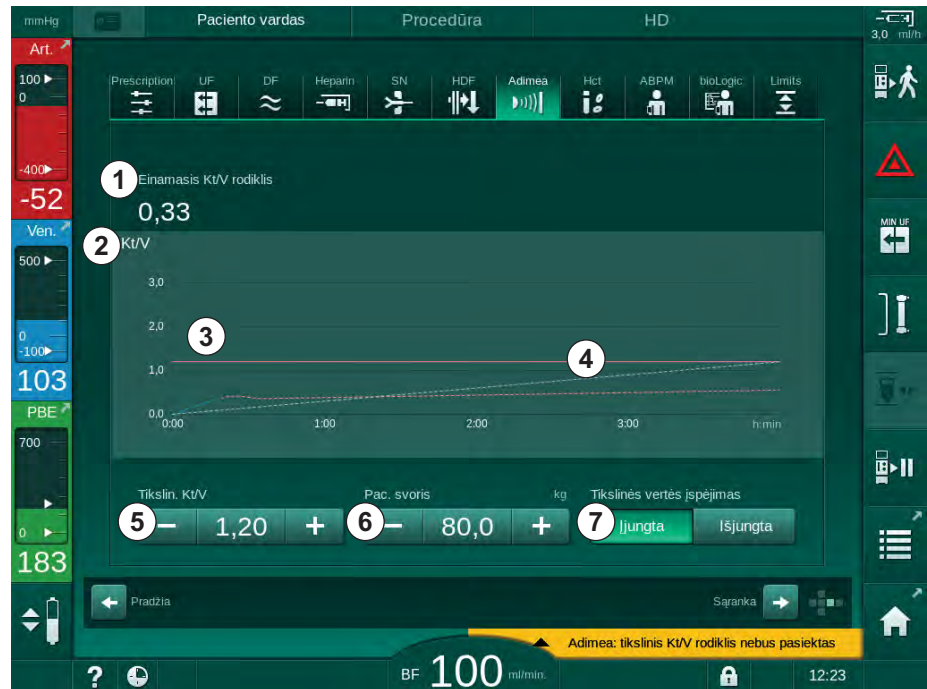 mmHg
Paciento vardas
Procedūra
HD
3,0 ml/h
Art.
100
0
-400
-52
Ven.
500
0
-100
103
PBE
700
0
183
Prescription
UF
DF
Heparin
SN
HDF
Adimea
Hct
ABPM
bioLogic
Limits
1
Einamasis Kt/V rodiklis
0,33
2
Kt/V
3,0
2,0
1,0
0,0
3
4
0:00
1:00
2:00
3:00
h:min
Tikslin. Kt/V
Pac. svoris
kg
Tikslinės vertės įspėjimas
5
−
1,20
+
6
−
80,0
+
7
Įjungta
Išjungta
Pradžia
Sąranka
Adimea: tikslinis Kt/V rodiklis nebus pasiektas
?
BF 100 ml/min.
12:23
MIN UF